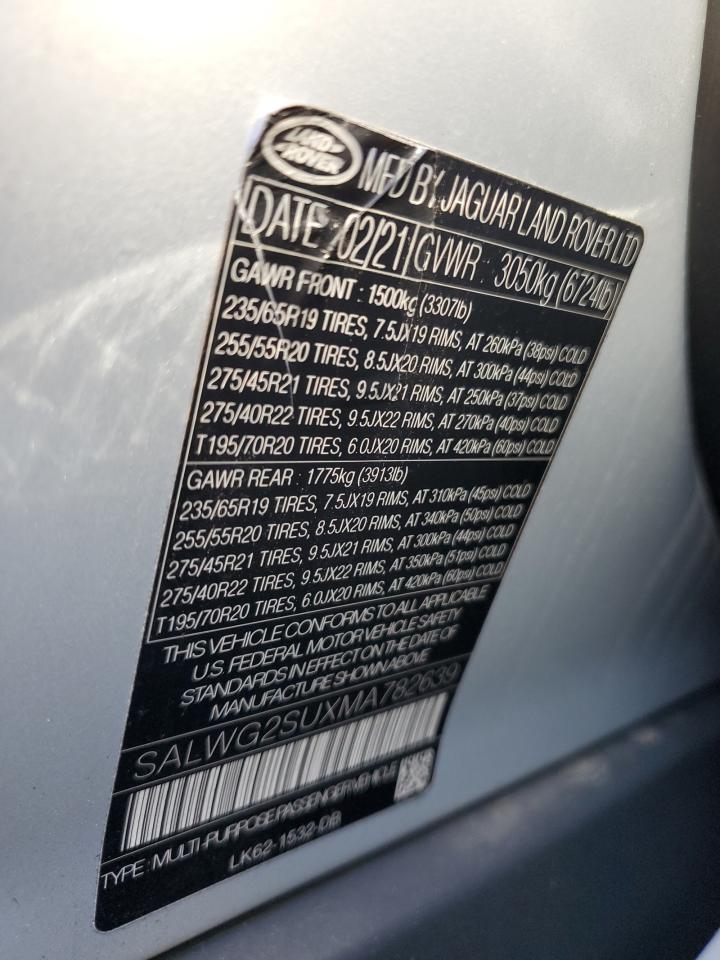 LAND ROVER
MFD BY JAGUAR LAND ROVER LTD
DATE :02/21 GVWR : 3050kg (6724lb)
GAWR FRONT : 1500kg (3307lb)
235/65R19 TIRES, 7.5JX19 RIMS, AT 260kPa (38psi) COLD
255/55R20 TIRES, 8.5JX20 RIMS, AT 300kPa (44psi) COLD
275/45R21 TIRES, 9.5JX21 RIMS, AT 250kPa (37psi) COLD
275/40R22 TIRES, 9.5JX22 RIMS, AT 270kPa (40psi) COLD
T195/70R20 TIRES, 6.0JX20 RIMS, AT 420kPa (60psi) COLD
GAWR REAR : 1775kg (3913lb)
235/65R19 TIRES, 7.5JX19 RIMS, AT 310kPa (45psi) COLD
255/55R20 TIRES, 8.5JX20 RIMS, AT 340kPa (50psi) COLD
275/45R21 TIRES, 9.5JX21 RIMS, AT 300kPa (44psi) COLD
275/40R22 TIRES, 9.5JX22 RIMS, AT 350kPa (51psi) COLD
T195/70R20 TIRES, 6.0JX20 RIMS, AT 420kPa (60psi) COLD
THIS VEHICLE CONFORMS TO ALL APPLICABLE
U.S. FEDERAL MOTOR VEHICLE SAFETY
STANDARDS IN EFFECT ON THE DATE OF
MANUFACTURE SHOWN ABOVE
SALWG2SUXMA782639
TYPE : MULTI-PURPOSE PASSENGER VEHICLE
LK62-1532-DB